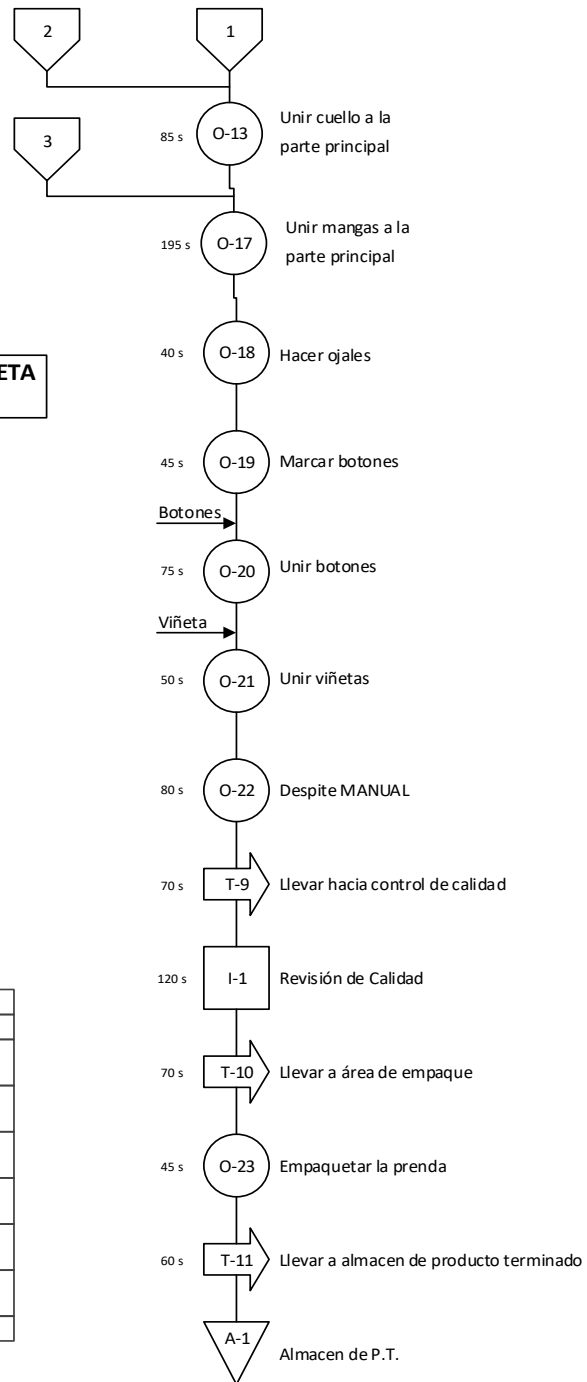 2
1
3
85 s
O-13
Unir cuello a la
parte principal
195 s
O-17
Unir mangas a la
parte principal
ETA
40 s
O-18
Hacer ojales
45 s
O-19
Marcar botones
Botones
75 s
O-20
Unir botones
Viñeta
50 s
O-21
Unir viñetas
80 s
O-22
Despite MANUAL
70 s
T-9
Llevar hacia control de calidad
120 s
I-1
Revisión de Calidad
70 s
T-10
Llevar a área de empaque
45 s
O-23
Empaquetar la prenda
60 s
T-11
Llevar a almacen de producto terminado
A-1
Almacen de P.T.